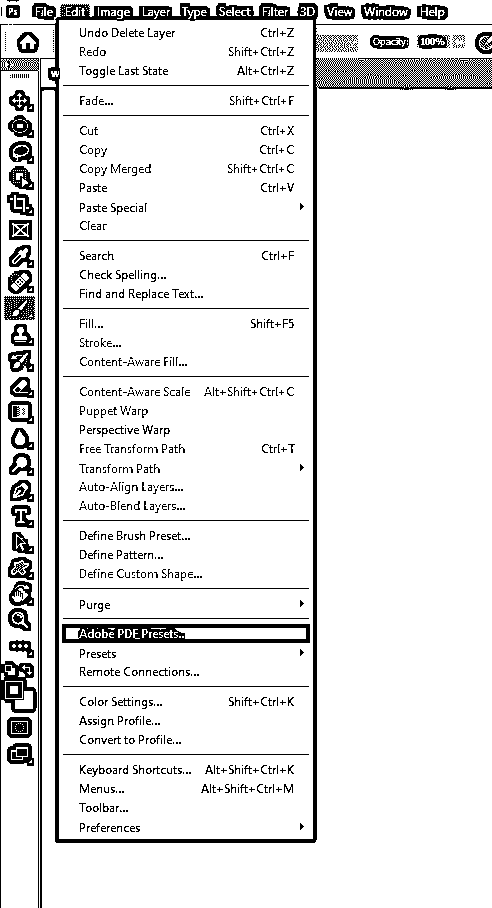 Ps File Edit Image Layer Type Select Filter 3D View Window Help
Opacity: 100%
Undo Delete Layer Ctrl+Z
Redo Shift+Ctrl+Z
Toggle Last State Alt+Ctrl+Z
Fade... Shift+Ctrl+F
Cut Ctrl+X
Copy Ctrl+C
Copy Merged Shift+Ctrl+C
Paste Ctrl+V
Paste Special
Clear
Search Ctrl+F
Check Spelling...
Find and Replace Text...
Fill... Shift+F5
Stroke...
Content-Aware Fill...
Content-Aware Scale Alt+Shift+Ctrl+C
Puppet Warp
Perspective Warp
Free Transform Path Ctrl+T
Transform Path
Auto-Align Layers...
Auto-Blend Layers...
Define Brush Preset...
Define Pattern...
Define Custom Shape...
Purge
Adobe PDF Presets...
Presets
Remote Connections...
Color Settings... Shift+Ctrl+K
Assign Profile...
Convert to Profile...
Keyboard Shortcuts... Alt+Shift+Ctrl+K
Menus... Alt+Shift+Ctrl+M
Toolbar...
Preferences